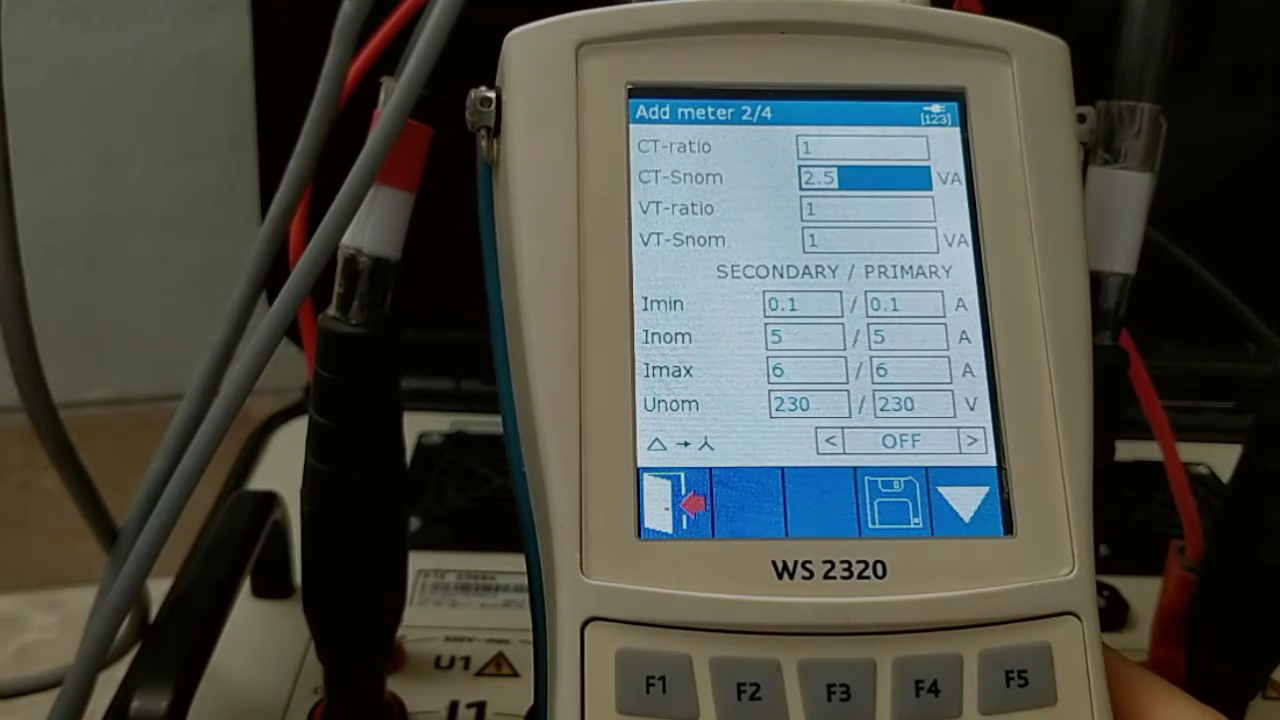 Add meter 2/4
[123]
CT-ratio 1
CT-Snom 2.5 VA
VT-ratio 1
VT-Snom 1 VA
SECONDARY / PRIMARY
Imin 0.1 / 0.1 A
Inom 5 / 5 A
Imax 6 / 6 A
Unom 230 / 230 V
< OFF >
WS 2320
F1 F2 F3 F4 F5
U1